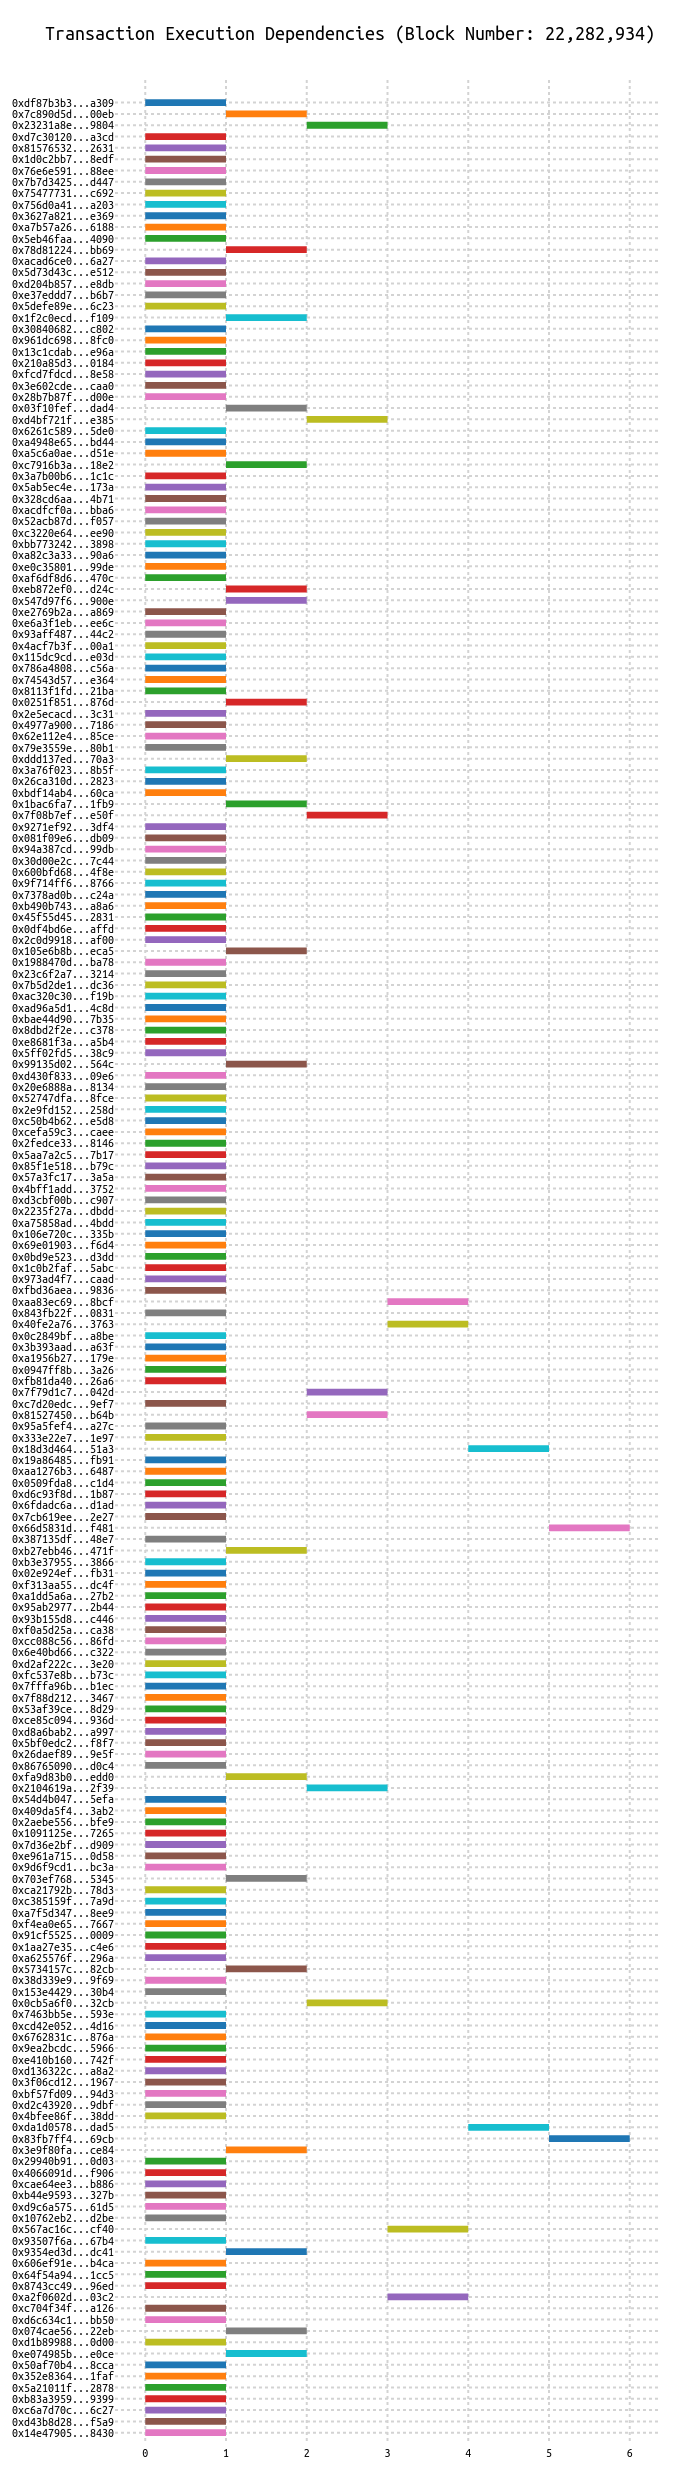 Transaction Execution Dependencies (Block Number: 22,282,934)
0xdf87b3b3...a309
0x7c890d5d...00eb
0x23231a8e...9804
0xd7c30120...a3cd
0x81576532...2631
0x1d0c2bb7...8edf
0x76e6e591...88ee
0x7b7d3425...d447
0x75477731...c692
0x756d0a41...a203
0x3627a821...e369
0xa7b57a26...6188
0x5eb46faa...4090
0x78d81224...bb69
0xacad6ce0...6a27
0x5d73d43c...e512
0xd204b857...e8db
0xe37eddd7...b6b7
0x5defe89e...6c23
0x1f2c0ecd...f109
0x30840682...c802
0x961dc698...8fc0
0x13c1cdab...e96a
0x210a85d3...0184
0xfcd7fdcd...8e58
0x3e602cde...caa0
0x28b7b87f...d00e
0x03f10fef...dad4
0xd4bf721f...e385
0x6261c589...5de0
0xa4948e65...bd44
0xa5c6a0ae...d51e
0xc7916b3a...18e2
0x3a7b00b6...1c1c
0x5ab5ec4e...173a
0x328cd6aa...4b71
0xacdfcf0a...bba6
0x52acb87d...f057
0xc3220e64...ee90
0xbb773242...3898
0xa82c3a33...90a6
0xe0c35801...99de
0xaf6df8d6...470c
0xeb872ef0...d24c
0x547d97f6...900e
0xe2769b2a...a869
0xe6a3f1eb...ee6c
0x93aff487...44c2
0x4acf7b3f...00a1
0x115dc9cd...e03d
0x786a4808...c56a
0x74543d57...e364
0x8113f1fd...21ba
0x0251f851...876d
0x2e5ecacd...3c31
0x4977a900...7186
0x62e112e4...85ce
0x79e3559e...80b1
0xddd137ed...70a3
0x3a76f023...8b5f
0x26ca310d...2823
0xbdf14ab4...60ca
0x1bac6fa7...1fb9
0x7f08b7ef...e50f
0x9271ef92...3df4
0x081f09e6...db09
0x94a387cd...99db
0x30d00e2c...7c44
0x600bfd68...4f8e
0x9f714ff6...8766
0x7378ad0b...c24a
0xb490b743...a8a6
0x45f55d45...2831
0x0df4bd6e...affd
0x2c0d9918...af00
0x105e6b8b...eca5
0x1988470d...ba78
0x23c6f2a7...3214
0x7b5d2de1...dc36
0xac320c30...f19b
0xad96a5d1...4c8d
0xbae44d90...7b35
0x8dbd2f2e...c378
0xe8681f3a...a5b4
0x5ff02fd5...38c9
0x99135d02...564c
0xd430f833...09e6
0x20e6888a...8134
0x52747dfa...8fce
0x2e9fd152...258d
0xc50b4b62...e5d8
0xcefa59c3...caee
0x2fedce33...8146
0x5aa7a2c5...7b17
0x85f1e518...b79c
0x57a3fc17...3a5a
0x4bff1add...3752
0xd3cbf00b...c907
0x2235f27a...dbdd
0xa75858ad...4bdd
0x106e720c...335b
0x69e01903...f6d4
0x0bd9e523...d3dd
0x1c0b2faf...5abc
0x973ad4f7...caad
0xfbd36aea...9836
0xaa83ec69...8bcf
0x843fb22f...0831
0x40fe2a76...3763
0x0c2849bf...a8be
0x3b393aad...a63f
0xa1956b27...179e
0x0947ff8b...3a26
0xfb81da40...26a6
0x7f79d1c7...042d
0xc7d20edc...9ef7
0x81527450...b64b
0x95a5fef4...a27c
0x333e22e7...1e97
0x18d3d464...51a3
0x19a86485...fb91
0xaa1276b3...6487
0x0509fda8...c1d4
0xd6c93f8d...1b87
0x6fdadc6a...d1ad
0x7cb619ee...2e27
0x66d5831d...f481
0x387135df...48e7
0xb27ebb46...471f
0xb3e37955...3866
0x02e924ef...fb31
0xf313aa55...dc4f
0xa1dd5a6a...27b2
0x95ab2977...2b44
0x93b155d8...c446
0xf0a5d25a...ca38
0xcc088c56...86fd
0x6e40bd66...c322
0xd2af222c...3e20
0xfc537e8b...b73c
0x7fffa96b...b1ec
0x7f88d212...3467
0x53af39ce...8d29
0xce85c094...936d
0xd8a6bab2...a997
0x5bf0edc2...f8f7
0x26daef89...9e5f
0x86765090...d0c4
0xfa9d83b0...edd0
0x2104619a...2f39
0x54d4b047...5efa
0x409da5f4...3ab2
0x2aebe556...bfe9
0x1091125e...7265
0x7d36e2bf...d909
0xe961a715...0d58
0x9d6f9cd1...bc3a
0x703ef768...5345
0xca21792b...78d3
0xc385159f...7a9d
0xa7f5d347...8ee9
0xf4ea0e65...7667
0x91cf5525...0009
0x1aa27e35...c4e6
0xa625576f...296a
0x5734157c...82cb
0x38d339e9...9f69
0x153e4429...30b4
0x0cb5a6f0...32cb
0x7463bb5e...593e
0xcd42e052...4d16
0x6762831c...876a
0x9ea2bcdc...5966
0xe410b160...742f
0xd136322c...a8a2
0x3f06cd12...1967
0xbf57fd09...94d3
0xd2c43920...9dbf
0x4bfee86f...38dd
0xda1d0578...dad5
0x83fb7ff4...69cb
0x3e9f80fa...ce84
0x29940b91...0d03
0x4066091d...f906
0xcae64ee3...b886
0xb44e9593...327b
0xd9c6a575...61d5
0x10762eb2...d2be
0x567ac16c...cf40
0x93507f6a...67b4
0x9354ed3d...dc41
0x606ef91e...b4ca
0x64f54a94...1cc5
0x8743cc49...96ed
0xa2f0602d...03c2
0xc704f34f...a126
0xd6c634c1...bb50
0x074cae56...22eb
0xd1b89988...0d00
0xe074985b...e0ce
0x50af70b4...8cca
0x352e8364...1faf
0x5a21011f...2878
0xb83a3959...9399
0xc6a7d70c...6c27
0xd43b8d28...f5a9
0x14e47905...8430
0 1 2 3 4 5 6